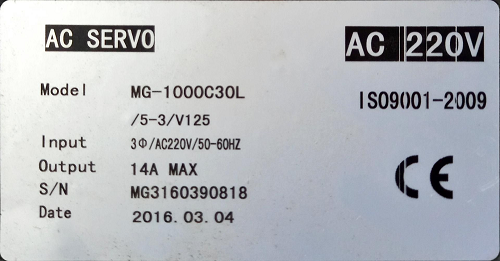 AC SERVO
AC 220V
Model MG-1000C30L
/5-3/V125
ISO9001-2009
Input 3Φ/AC220V/50-60HZ
Output 14A MAX
S/N MG3160390818
Date 2016.03.04
CE